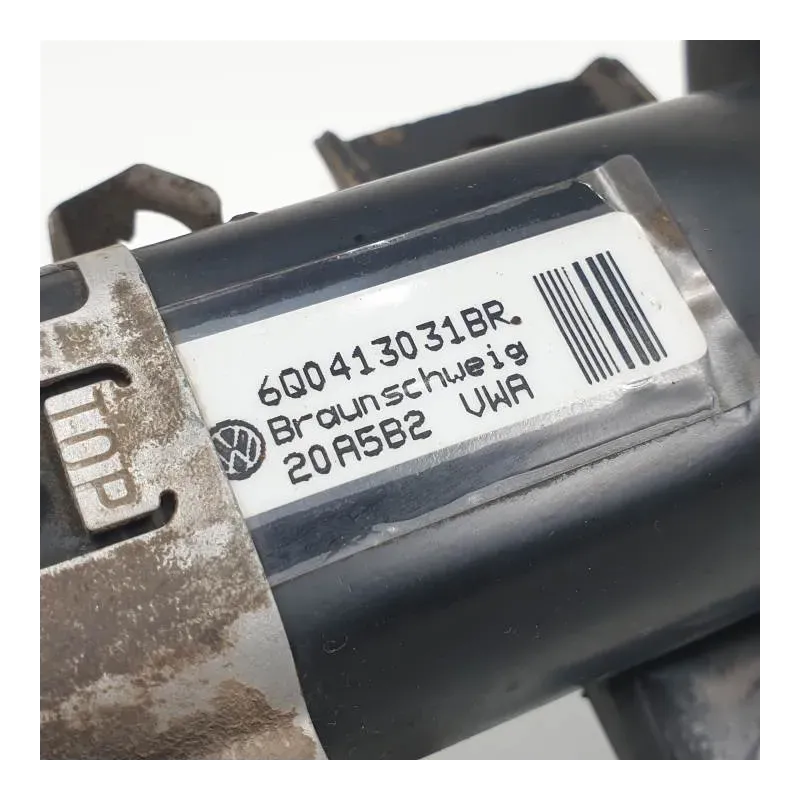 6Q0413031BR
Braunschweig
20A5B2 VWA
TOP